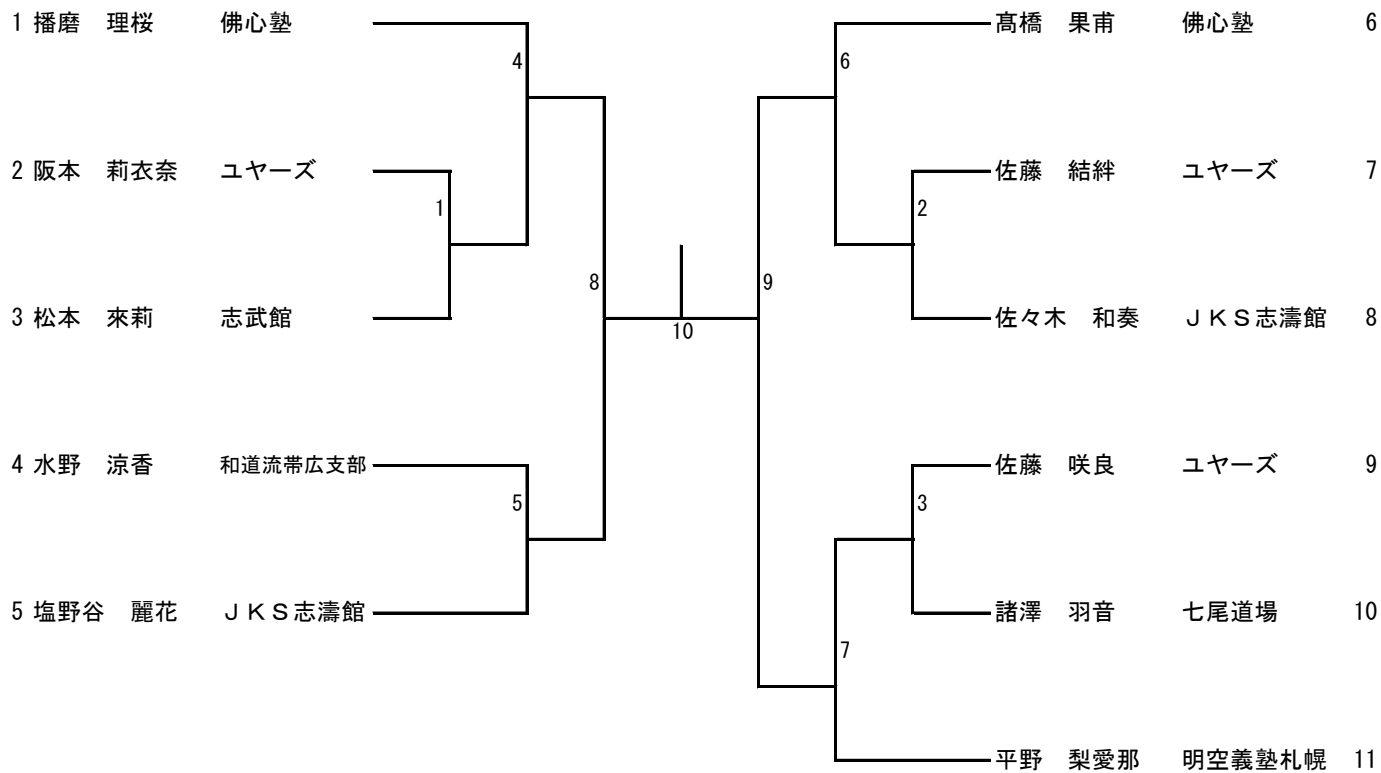 1 播磨　理桜　佛心塾
4
2 阪本　莉衣奈　ユヤーズ
1
3 松本　來莉　志武館
8
4 水野　涼香　和道流帯広支部
5
5 塩野谷　麗花　ＪＫＳ志濤館
10
髙橋　果甫　佛心塾　6
6
佐藤　結絆　ユヤーズ　7
2
9
佐々木　和奏　ＪＫＳ志濤館　8
佐藤　咲良　ユヤーズ　9
3
諸澤　羽音　七尾道場　10
7
平野　梨愛那　明空義塾札幌　11